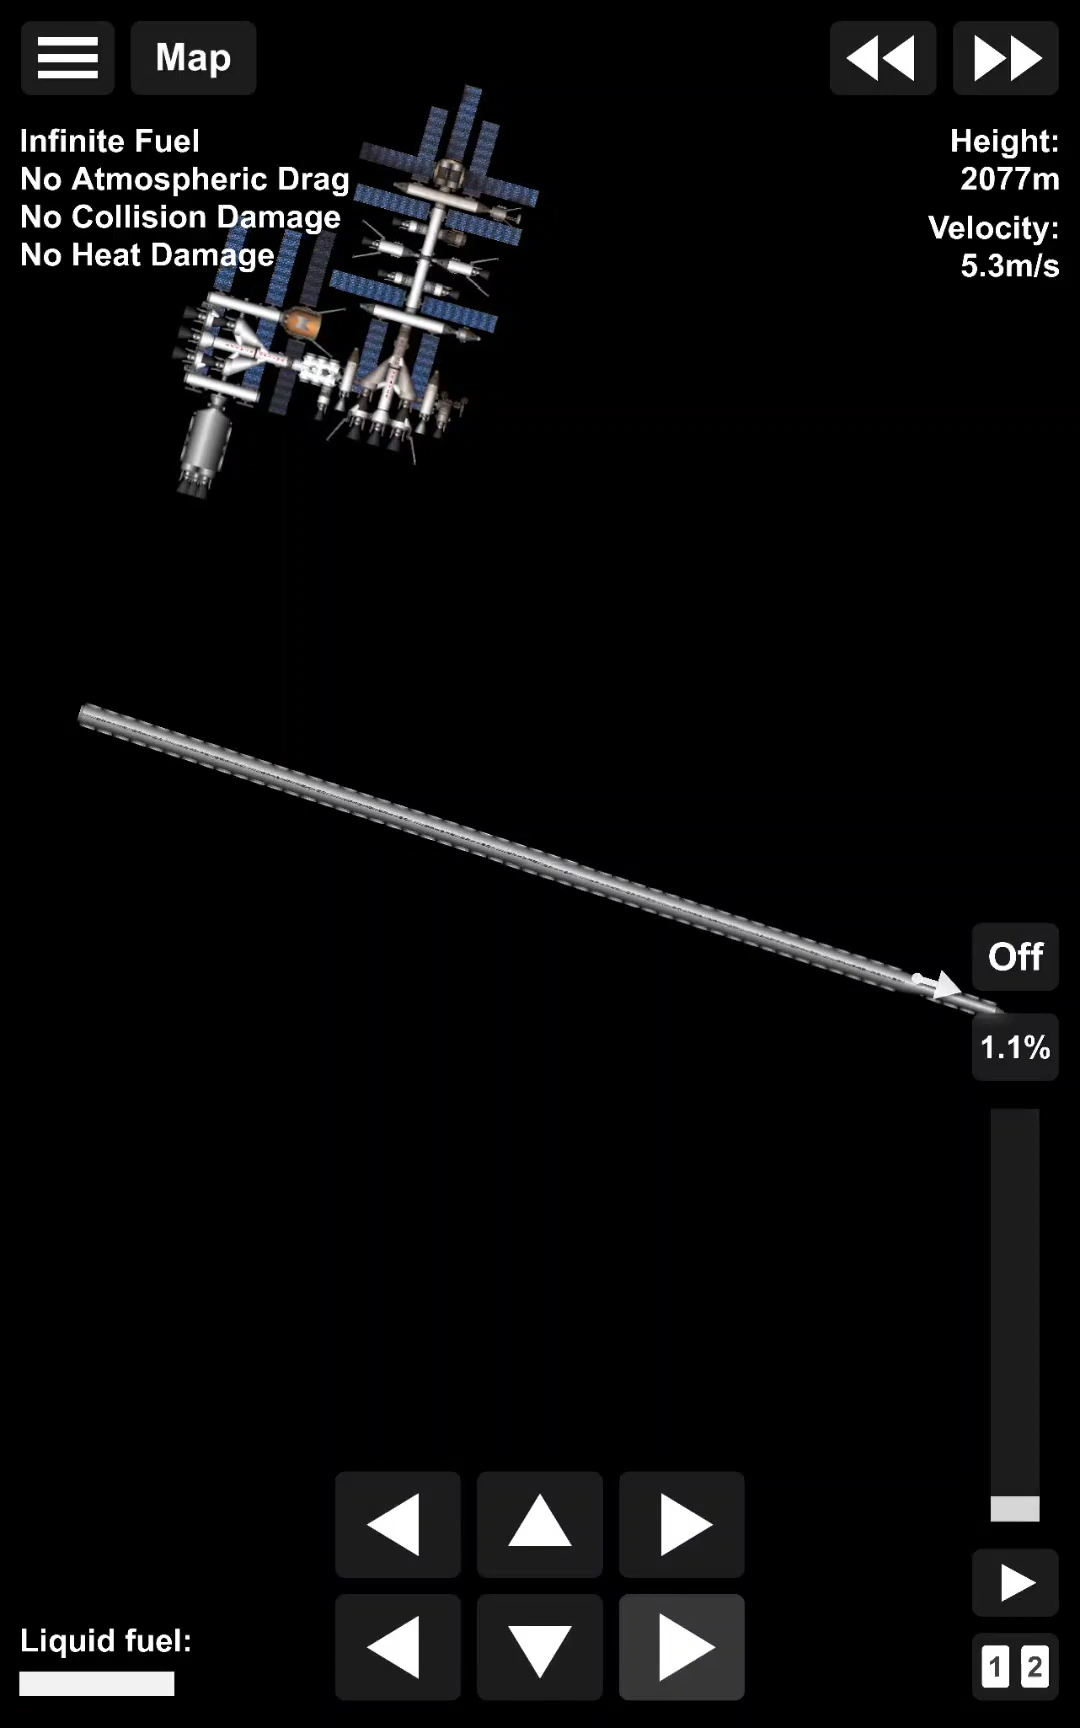 Map
Infinite Fuel
No Atmospheric Drag
No Collision Damage
No Heat Damage
Height:
2077m
Velocity:
5.3m/s
Off
1.1%
Liquid fuel:
1 2